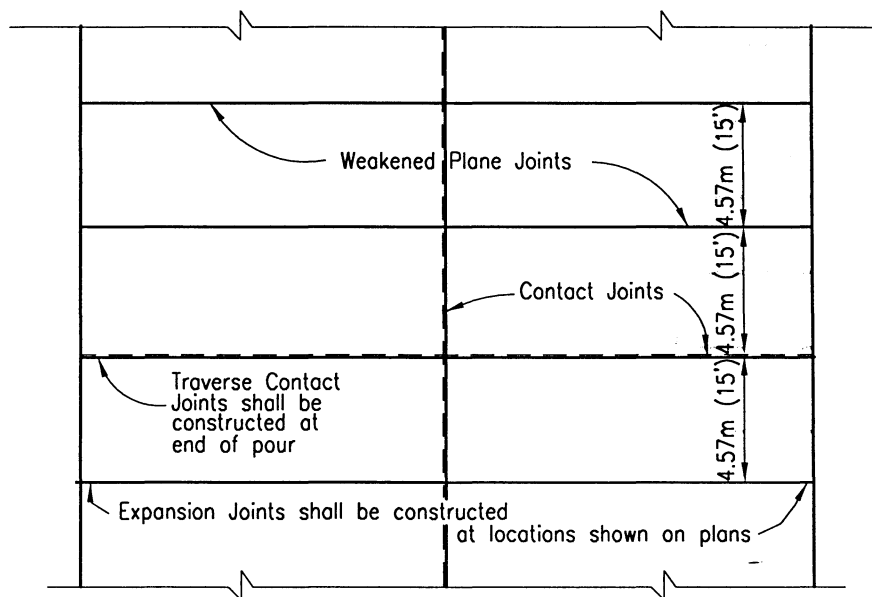 Weakened Plane Joints
4.57m (15')
4.57m (15')
Contact Joints
4.57m (15')
Traverse Contact
Joints shall be
constructed at
end of pour
Expansion Joints shall be constructed
at locations shown on plans